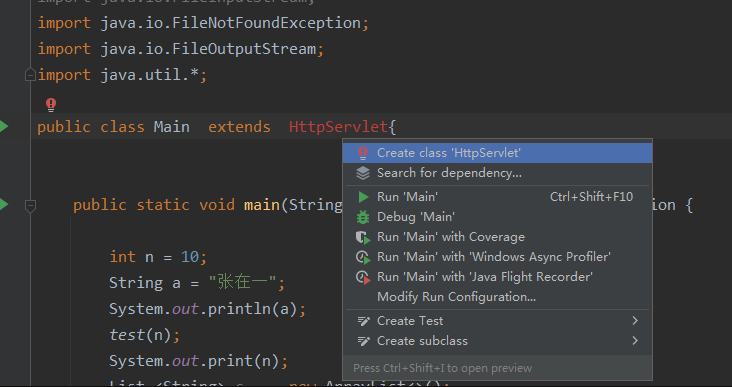 import java.io.FileInputStream;
import java.io.FileNotFoundException;
import java.io.FileOutputStream;
import java.util.*;
public class Main  extends  HttpServlet{
Create class 'HttpServlet'
Search for dependency...
Run 'Main' Ctrl+Shift+F10
public static void main(String ion {
Debug 'Main'
Run 'Main' with Coverage
int n = 10;
Run 'Main' with 'Windows Async Profiler'
String a = "张在一";
Run 'Main' with 'Java Flight Recorder'
System.out.println(a);
Modify Run Configuration...
test(n);
Create Test
System.out.print(n);
Create subclass
Press Ctrl+Shift+I to open preview